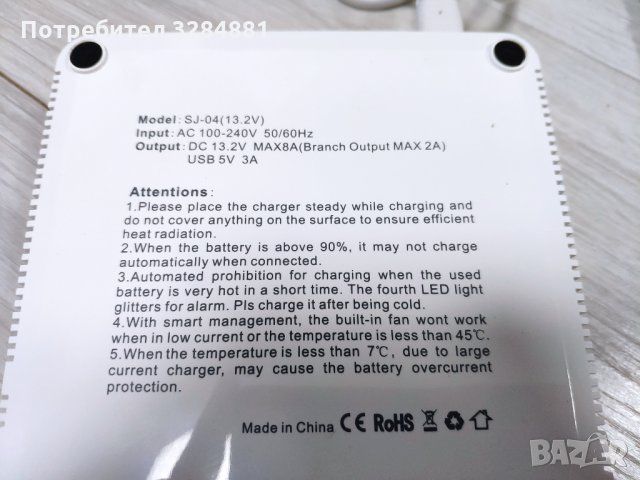 Потребител 3284881
Model: SJ-04(13.2V)
Input: AC 100-240V 50/60Hz
Output: DC 13.2V MAX8A(Branch Output MAX 2A)
USB 5V 3A
Attentions:
1.Please place the charger steady while charging and
do not cover anything on the surface to ensure efficient
heat radiation.
2.When the battery is above 90%, it may not charge
automatically when connected.
3.Automated prohibition for charging when the used
battery is very hot in a short time. The fourth LED light
glitters for alarm. Pls charge it after being cold.
4.With smart management, the built-in fan wont work
when in low current or the temperature is less than 45℃.
5.When the temperature is less than 7℃, due to large
current charger, may cause the battery overcurrent
protection.
Made in China CE RoHS
BAZAR